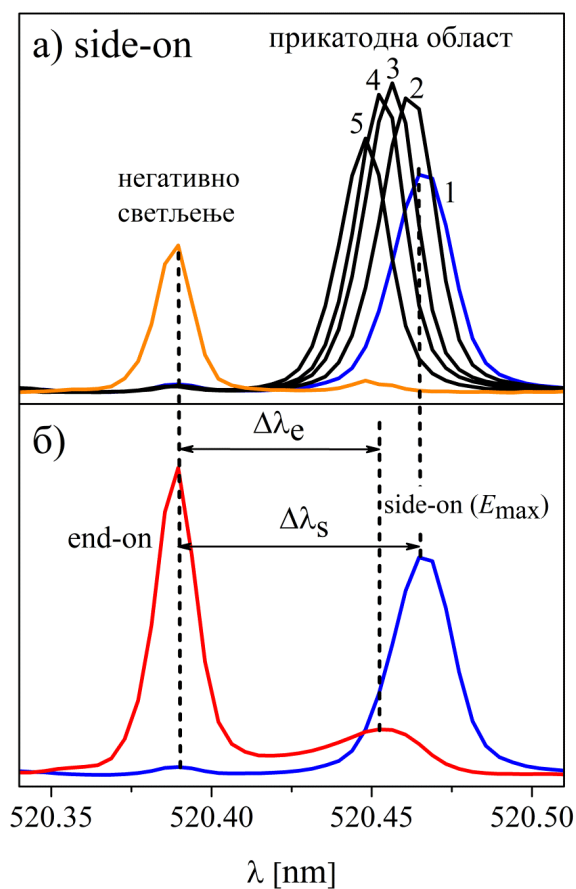 а) side-on
прикатодна област
негативно
светљење
5
4
3
2
1
б)
Δλe
side-on (Emax)
end-on
Δλs
520.35
520.40
520.45
520.50
λ [nm]